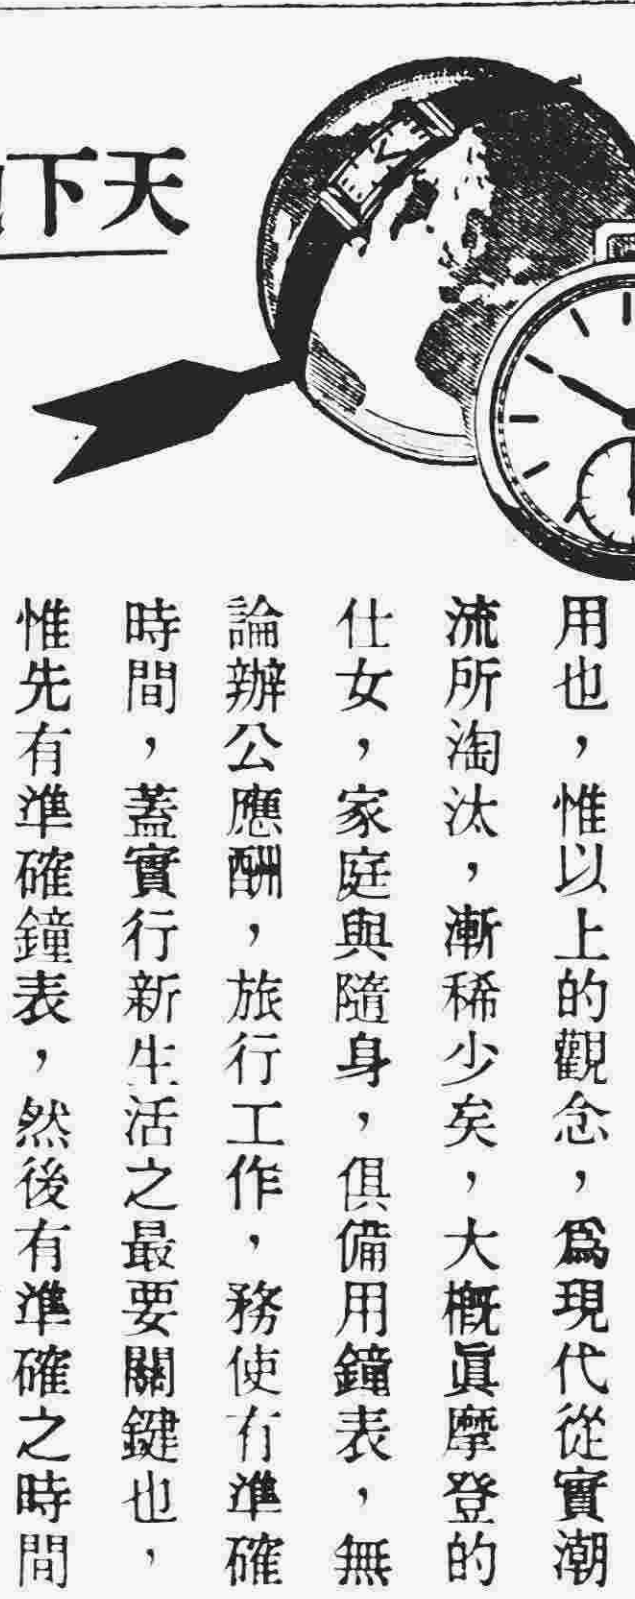 天下
用也，惟以上的觀念，爲現代從實潮
流所淘汰，漸稀少矣，大概眞摩登的
仕女，家庭與隨身，俱備用鐘表，無
論辦公應酬，旅行工作，務使有準確
時間，蓋實行新生活之最要關鍵也，
惟先有準確鐘表，然後有準確之時間